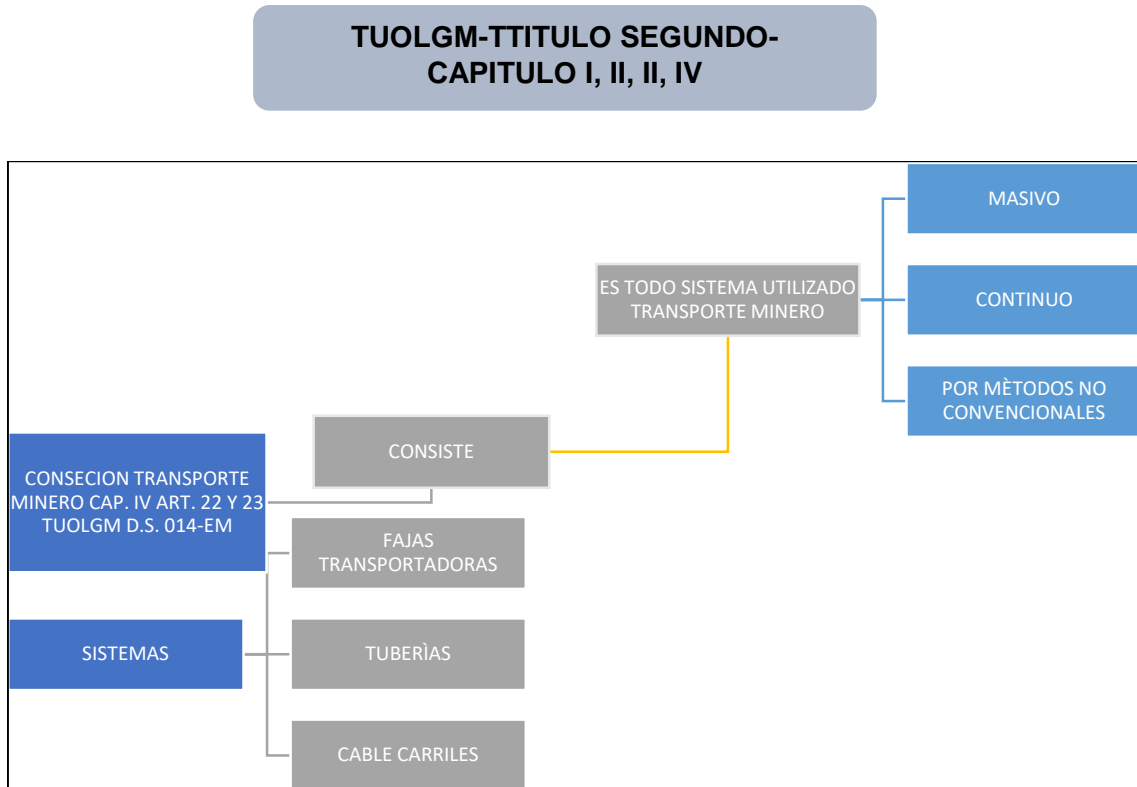 TUOLGM-TTITULO SEGUNDO-
CAPITULO I, II, II, IV
MASIVO
ES TODO SISTEMA UTILIZADO
TRANSPORTE MINERO
CONTINUO
POR MÈTODOS NO
CONVENCIONALES
CONSISTE
CONSECION TRANSPORTE
MINERO CAP. IV ART. 22 Y 23
TUOLGM D.S. 014-EM
FAJAS
TRANSPORTADORAS
SISTEMAS
TUBERÌAS
CABLE CARRILES